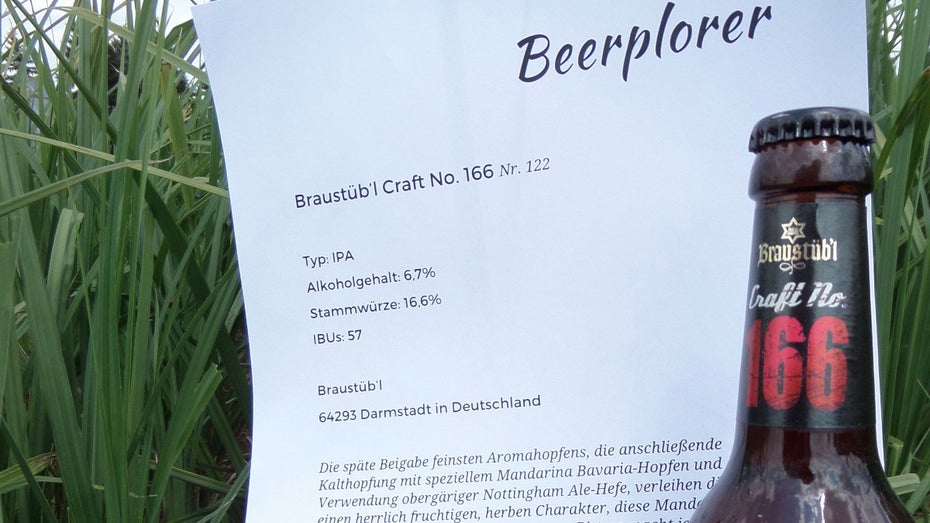 Beerplorer
Braustüb'l Craft No. 166 Nr. 122
Typ: IPA
Alkoholgehalt: 6,7%
Stammwürze: 16,6%
IBUs: 57
Braustüb'l
64293 Darmstadt in Deutschland
Die späte Beigabe feinsten Aromahopfens, die anschließende
Kalthopfung mit speziellem Mandarina Bavaria-Hopfen und
Verwendung obergäriger Nottingham Ale-Hefe, verleihen
einen herrlich fruchtigen, herben Charakter, diese
Braustüb'l
Craft No.
166